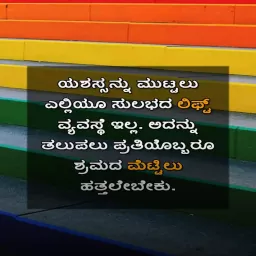 ಯಶಸ್ಸನ್ನು ಮುಟ್ಟಲು
ಎಲ್ಲಿಯೂ ಸುಲಭದ ಲಿಫ್ಟ್
ವ್ಯವಸ್ಥೆ ಇಲ್ಲ. ಅದನ್ನು
ತಲುಪಲು ಪ್ರತಿಯೊಬ್ಬರೂ
ಶ್ರಮದ ಮೆಟ್ಟಿಲು
ಹತ್ತಲೇಬೇಕು.